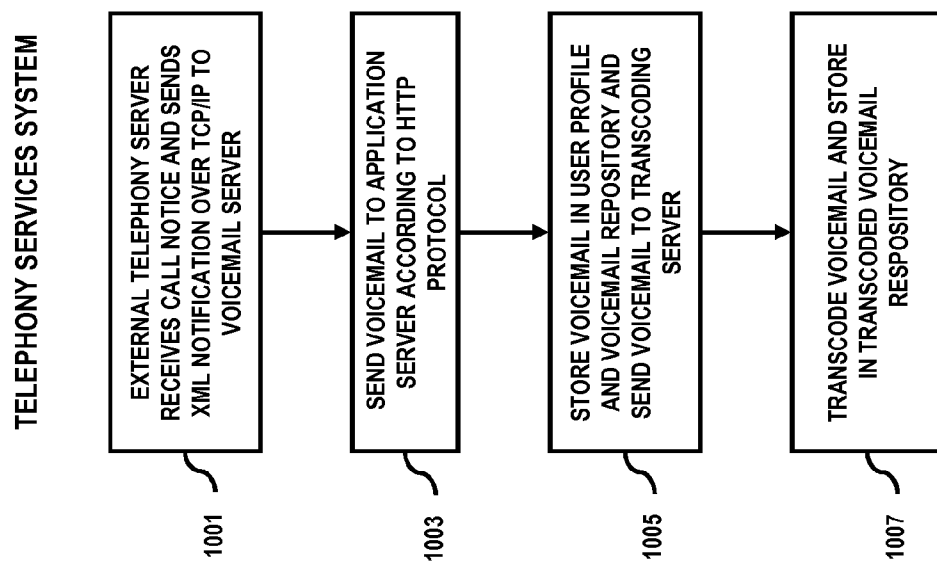 TELEPHONY SERVICES SYSTEM
1001
EXTERNAL TELEPHONY SERVER
RECEIVES CALL NOTICE AND SENDS
XML NOTIFICATION OVER TCP/IP TO
VOICEMAIL SERVER
1003
SEND VOICEMAIL TO APPLICATION
SERVER ACCORDING TO HTTP
PROTOCOL
1005
STORE VOICEMAIL IN USER PROFILE
AND VOICEMAIL REPOSITORY AND
SEND VOICEMAIL TO TRANSCODING
SERVER
1007
TRANSCODE VOICEMAIL AND STORE
IN TRANSCODED VOICEMAIL
RESPOSITORY